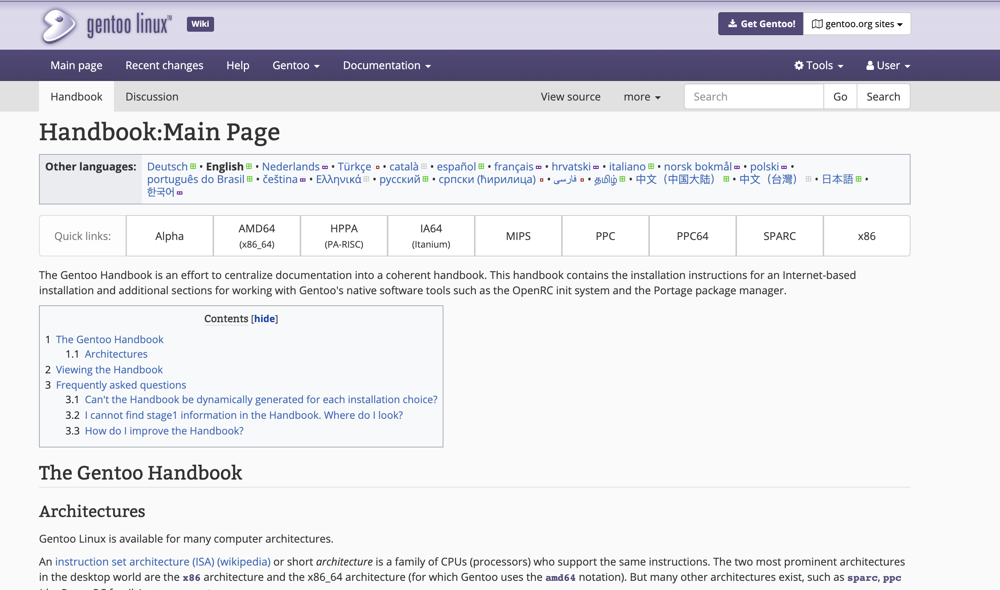 gentoo linux™ Wiki Get Gentoo! gentoo.org sites
Main page Recent changes Help Gentoo Documentation Tools User
Handbook Discussion View source more Search Go Search
Handbook:Main Page
Other languages: Deutsch • English • Nederlands • Türkçe • català • español • français • hrvatski • italiano • norsk bokmål • polski •
português do Brasil • čeština • Ελληνικά • русский • српски (ћирилица) • فارسی • தமிழ் • 中文（中国大陆） • 中文（台灣） • 日本語 •
한국어
Quick links: Alpha AMD64 (x86_64) HPPA (PA-RISC) IA64 (Itanium) MIPS PPC PPC64 SPARC x86
The Gentoo Handbook is an effort to centralize documentation into a coherent handbook. This handbook contains the installation instructions for an Internet-based
installation and additional sections for working with Gentoo's native software tools such as the OpenRC init system and the Portage package manager.
Contents [hide]
1 The Gentoo Handbook
1.1 Architectures
2 Viewing the Handbook
3 Frequently asked questions
3.1 Can't the Handbook be dynamically generated for each installation choice?
3.2 I cannot find stage1 information in the Handbook. Where do I look?
3.3 How do I improve the Handbook?
The Gentoo Handbook
Architectures
Gentoo Linux is available for many computer architectures.
An instruction set architecture (ISA) (wikipedia) or short architecture is a family of CPUs (processors) who support the same instructions. The two most prominent architectures
in the desktop world are the x86 architecture and the x86_64 architecture (for which Gentoo uses the amd64 notation). But many other architectures exist, such as sparc, ppc